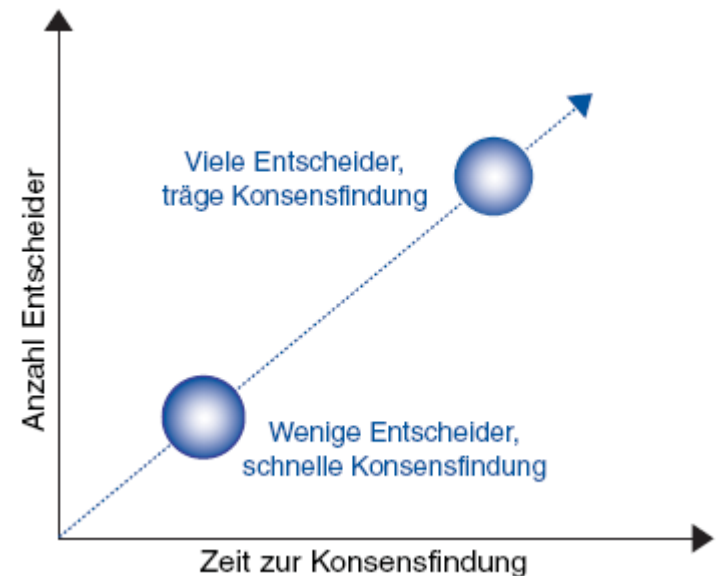 Viele Entscheider,
träge Konsensfindung
Anzahl Entscheider
Wenige Entscheider,
schnelle Konsensfindung
Zeit zur Konsensfindung